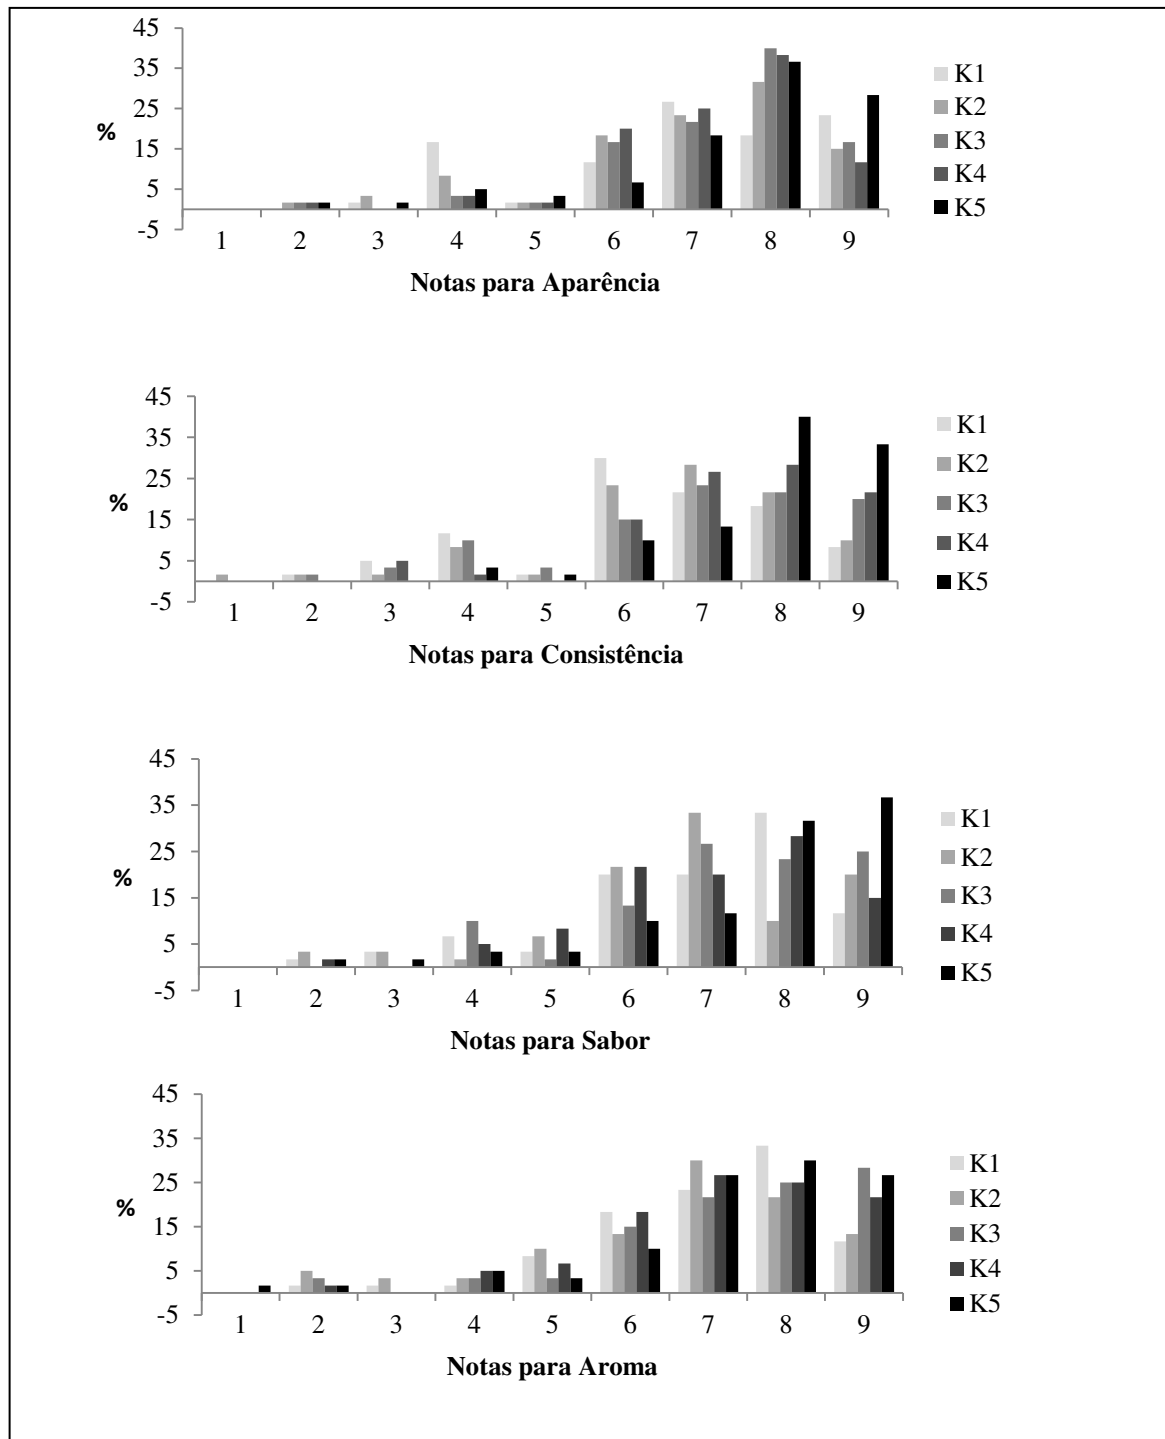 45
35
25
15
5
-5
%
1 2 3 4 5 6 7 8 9
Notas para Aparência
K1
K2
K3
K4
K5
45
35
25
15
5
-5
%
1 2 3 4 5 6 7 8 9
Notas para Consistência
K1
K2
K3
K4
K5
45
35
25
15
5
-5
%
1 2 3 4 5 6 7 8 9
Notas para Sabor
K1
K2
K3
K4
K5
45
35
25
15
5
-5
%
1 2 3 4 5 6 7 8 9
Notas para Aroma
K1
K2
K3
K4
K5